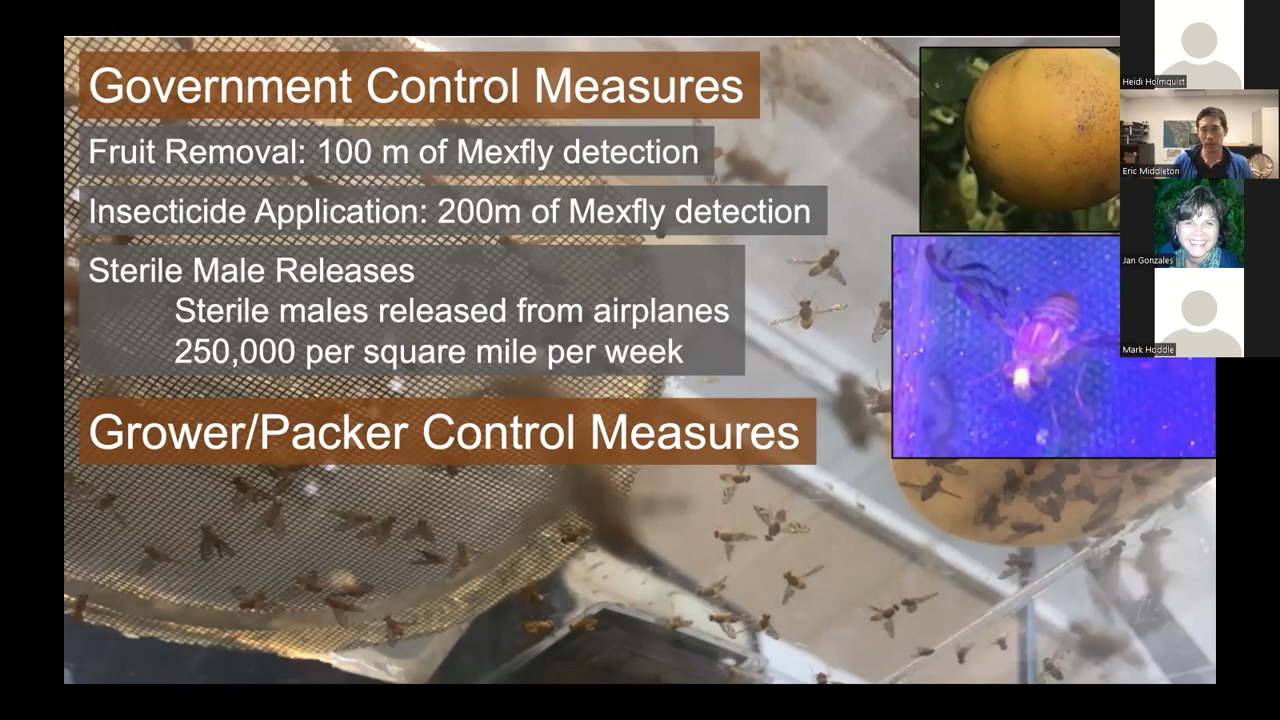 Government Control Measures
Fruit Removal: 100 m of Mexfly detection
Insecticide Application: 200m of Mexfly detection
Sterile Male Releases
Sterile males released from airplanes
250,000 per square mile per week
Grower/Packer Control Measures
Heidi Holmquist
Eric Middleton
Jan Gonzales
Mark Hoddle